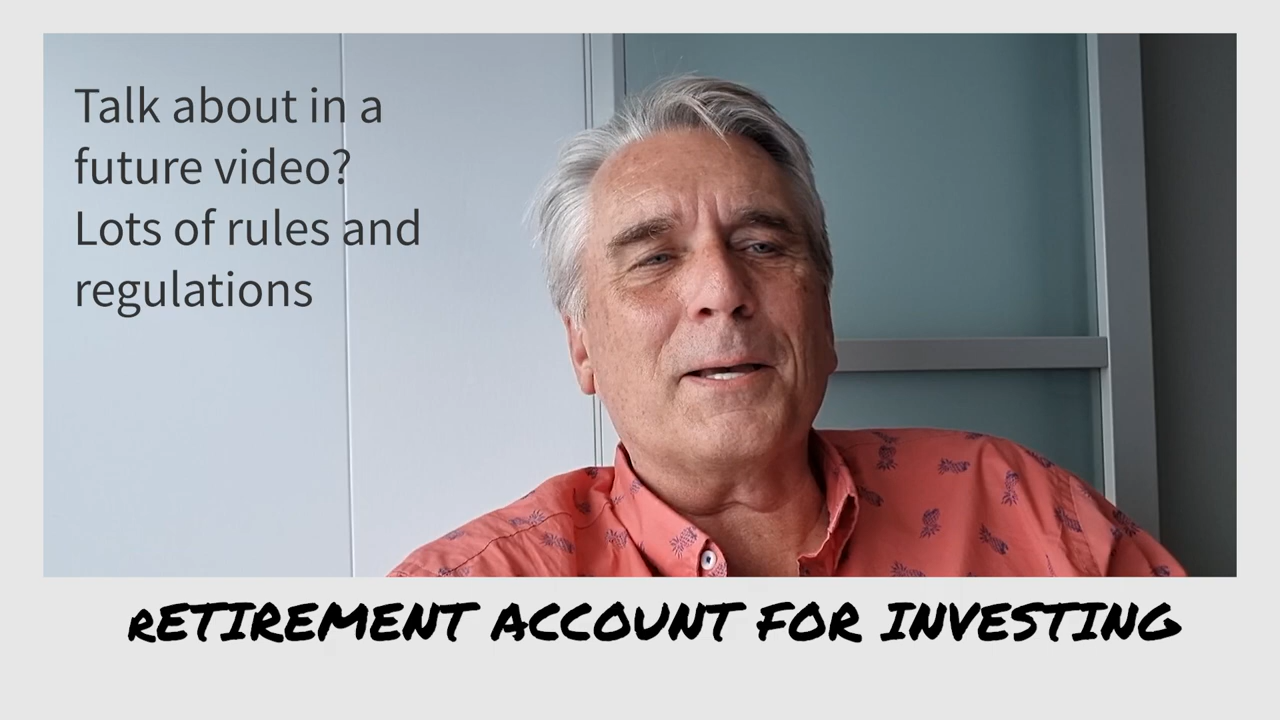 Talk about in a
future video?
Lots of rules and
regulations
RETIREMENT ACCOUNT FOR INVESTING